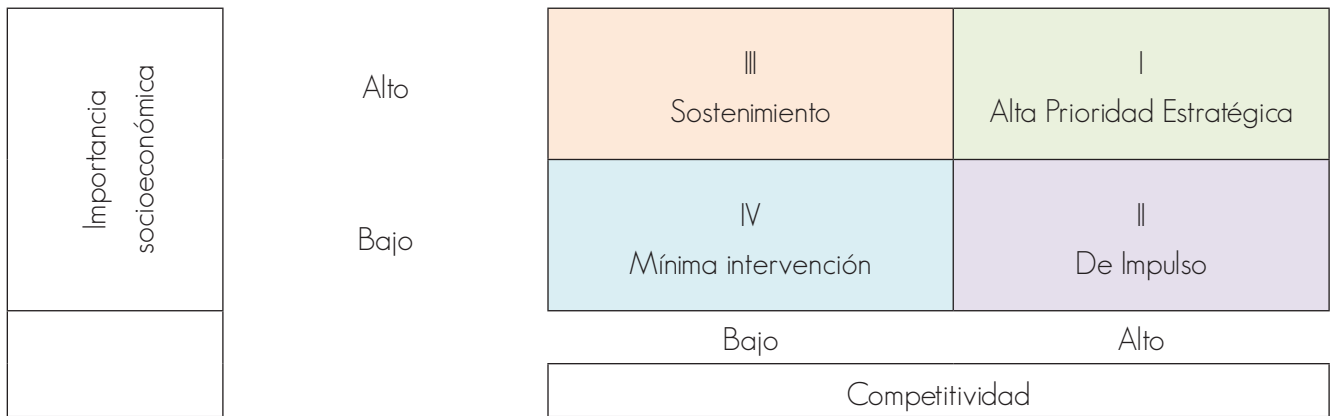 Importancia
socioeconómica
Alto
III
Sostenimiento
I
Alta Prioridad Estratégica
Bajo
IV
Mínima intervención
II
De Impulso
Bajo
Alto
Competitividad